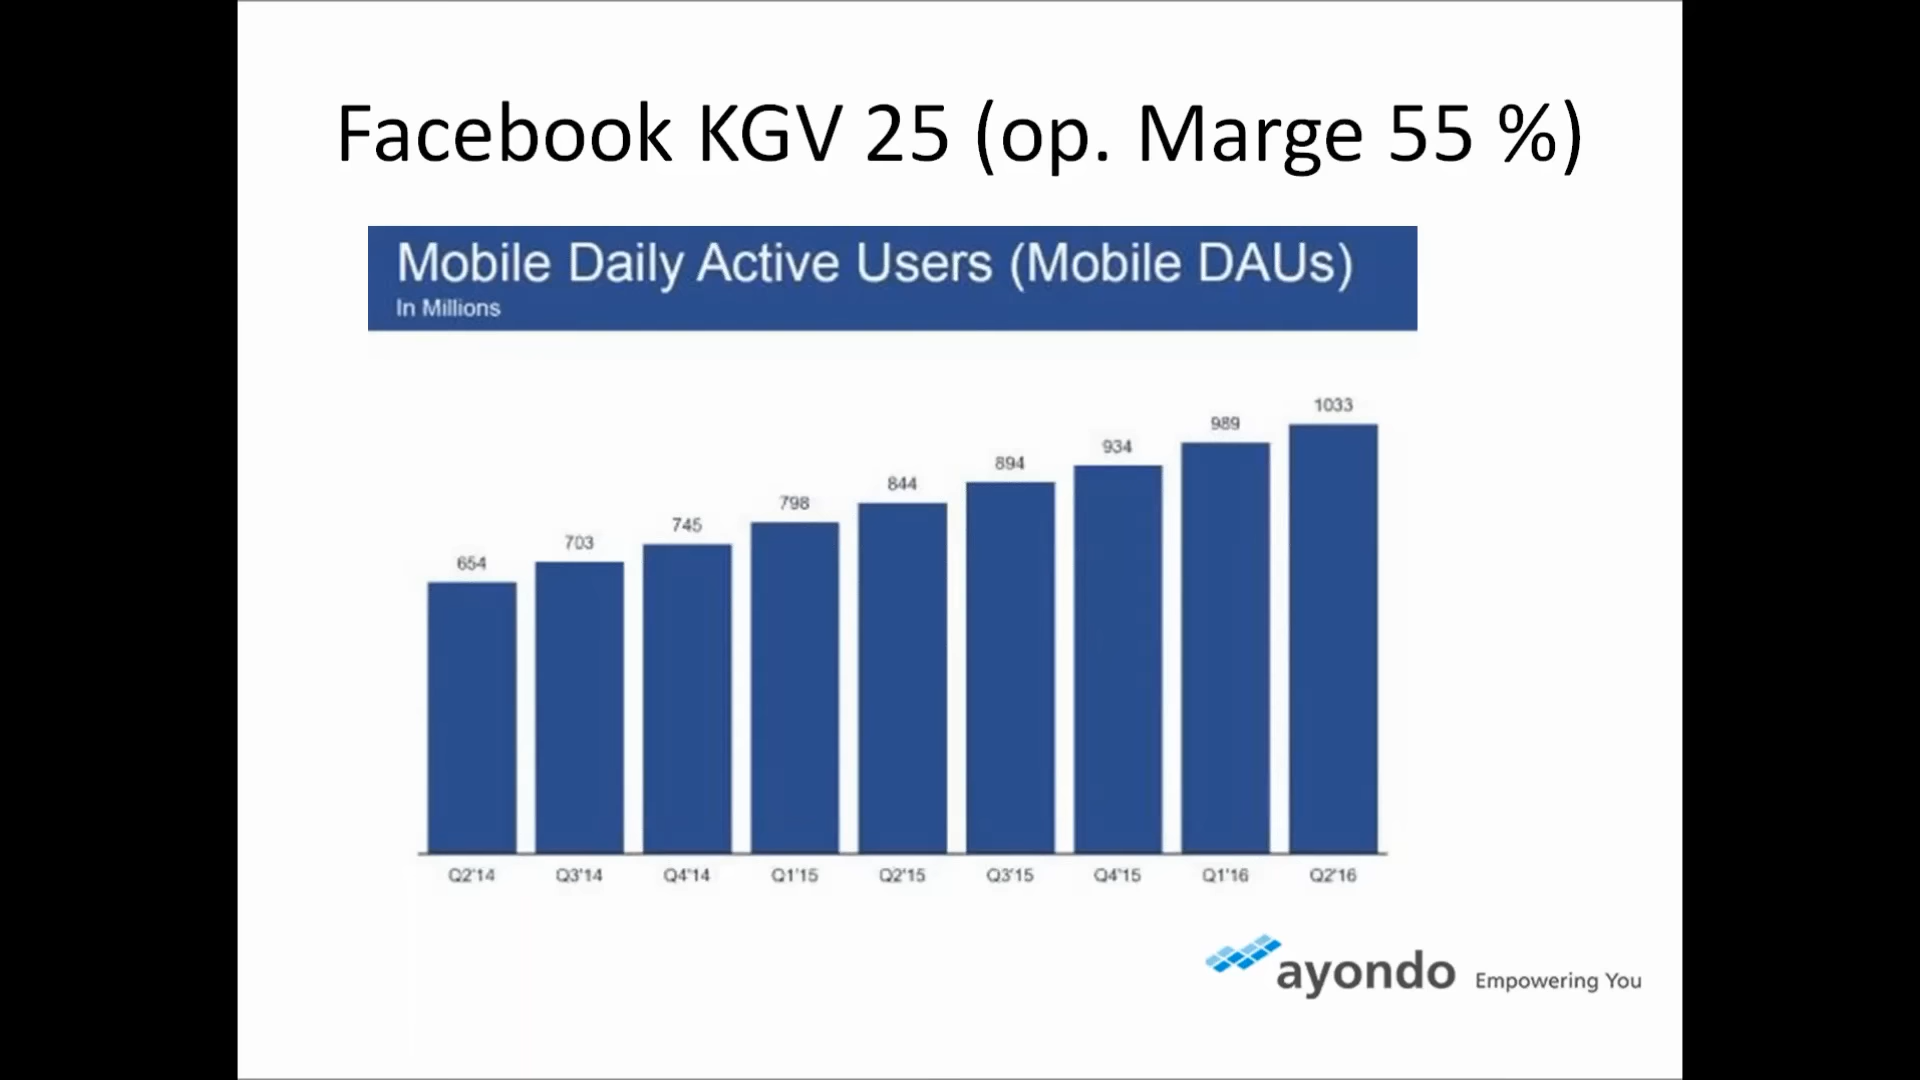 Facebook KGV 25 (op. Marge 55 %)
Mobile Daily Active Users (Mobile DAUs)
In Millions
654 703 745 798 844 894 934 989 1033
Q2'14 Q3'14 Q4'14 Q1'15 Q2'15 Q3'15 Q4'15 Q1'16 Q2'16
ayondo Empowering You